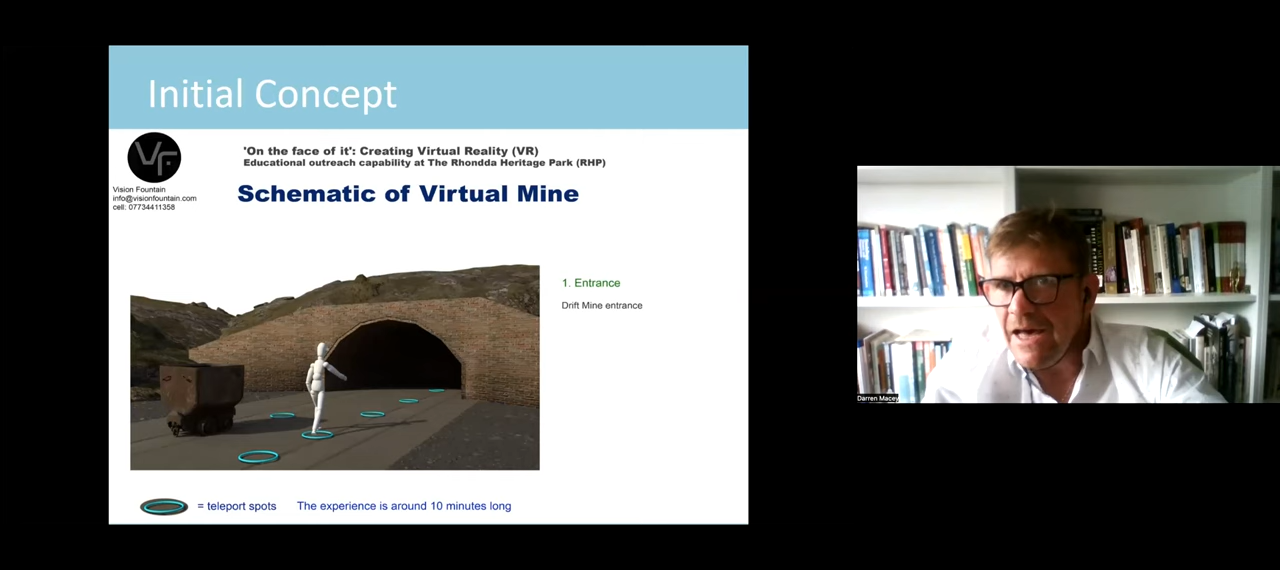 Initial Concept
VF
'On the face of it': Creating Virtual Reality (VR)
Educational outreach capability at The Rhondda Heritage Park (RHP)
Schematic of Virtual Mine
Vision Fountain
info@visionfountain.com
cell: 07734411358
1. Entrance
Drift Mine entrance
= teleport spots The experience is around 10 minutes long
Darren Macey